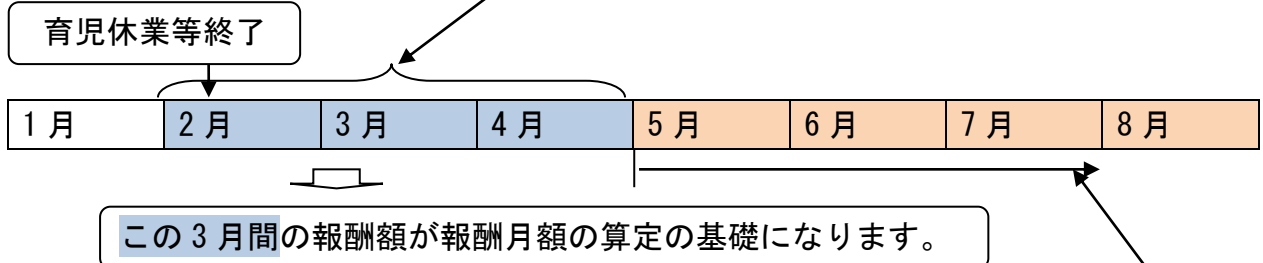 育児休業等終了
1月 2月 3月 4月 5月 6月 7月 8月
この3月間の報酬額が報酬月額の算定の基礎になります。